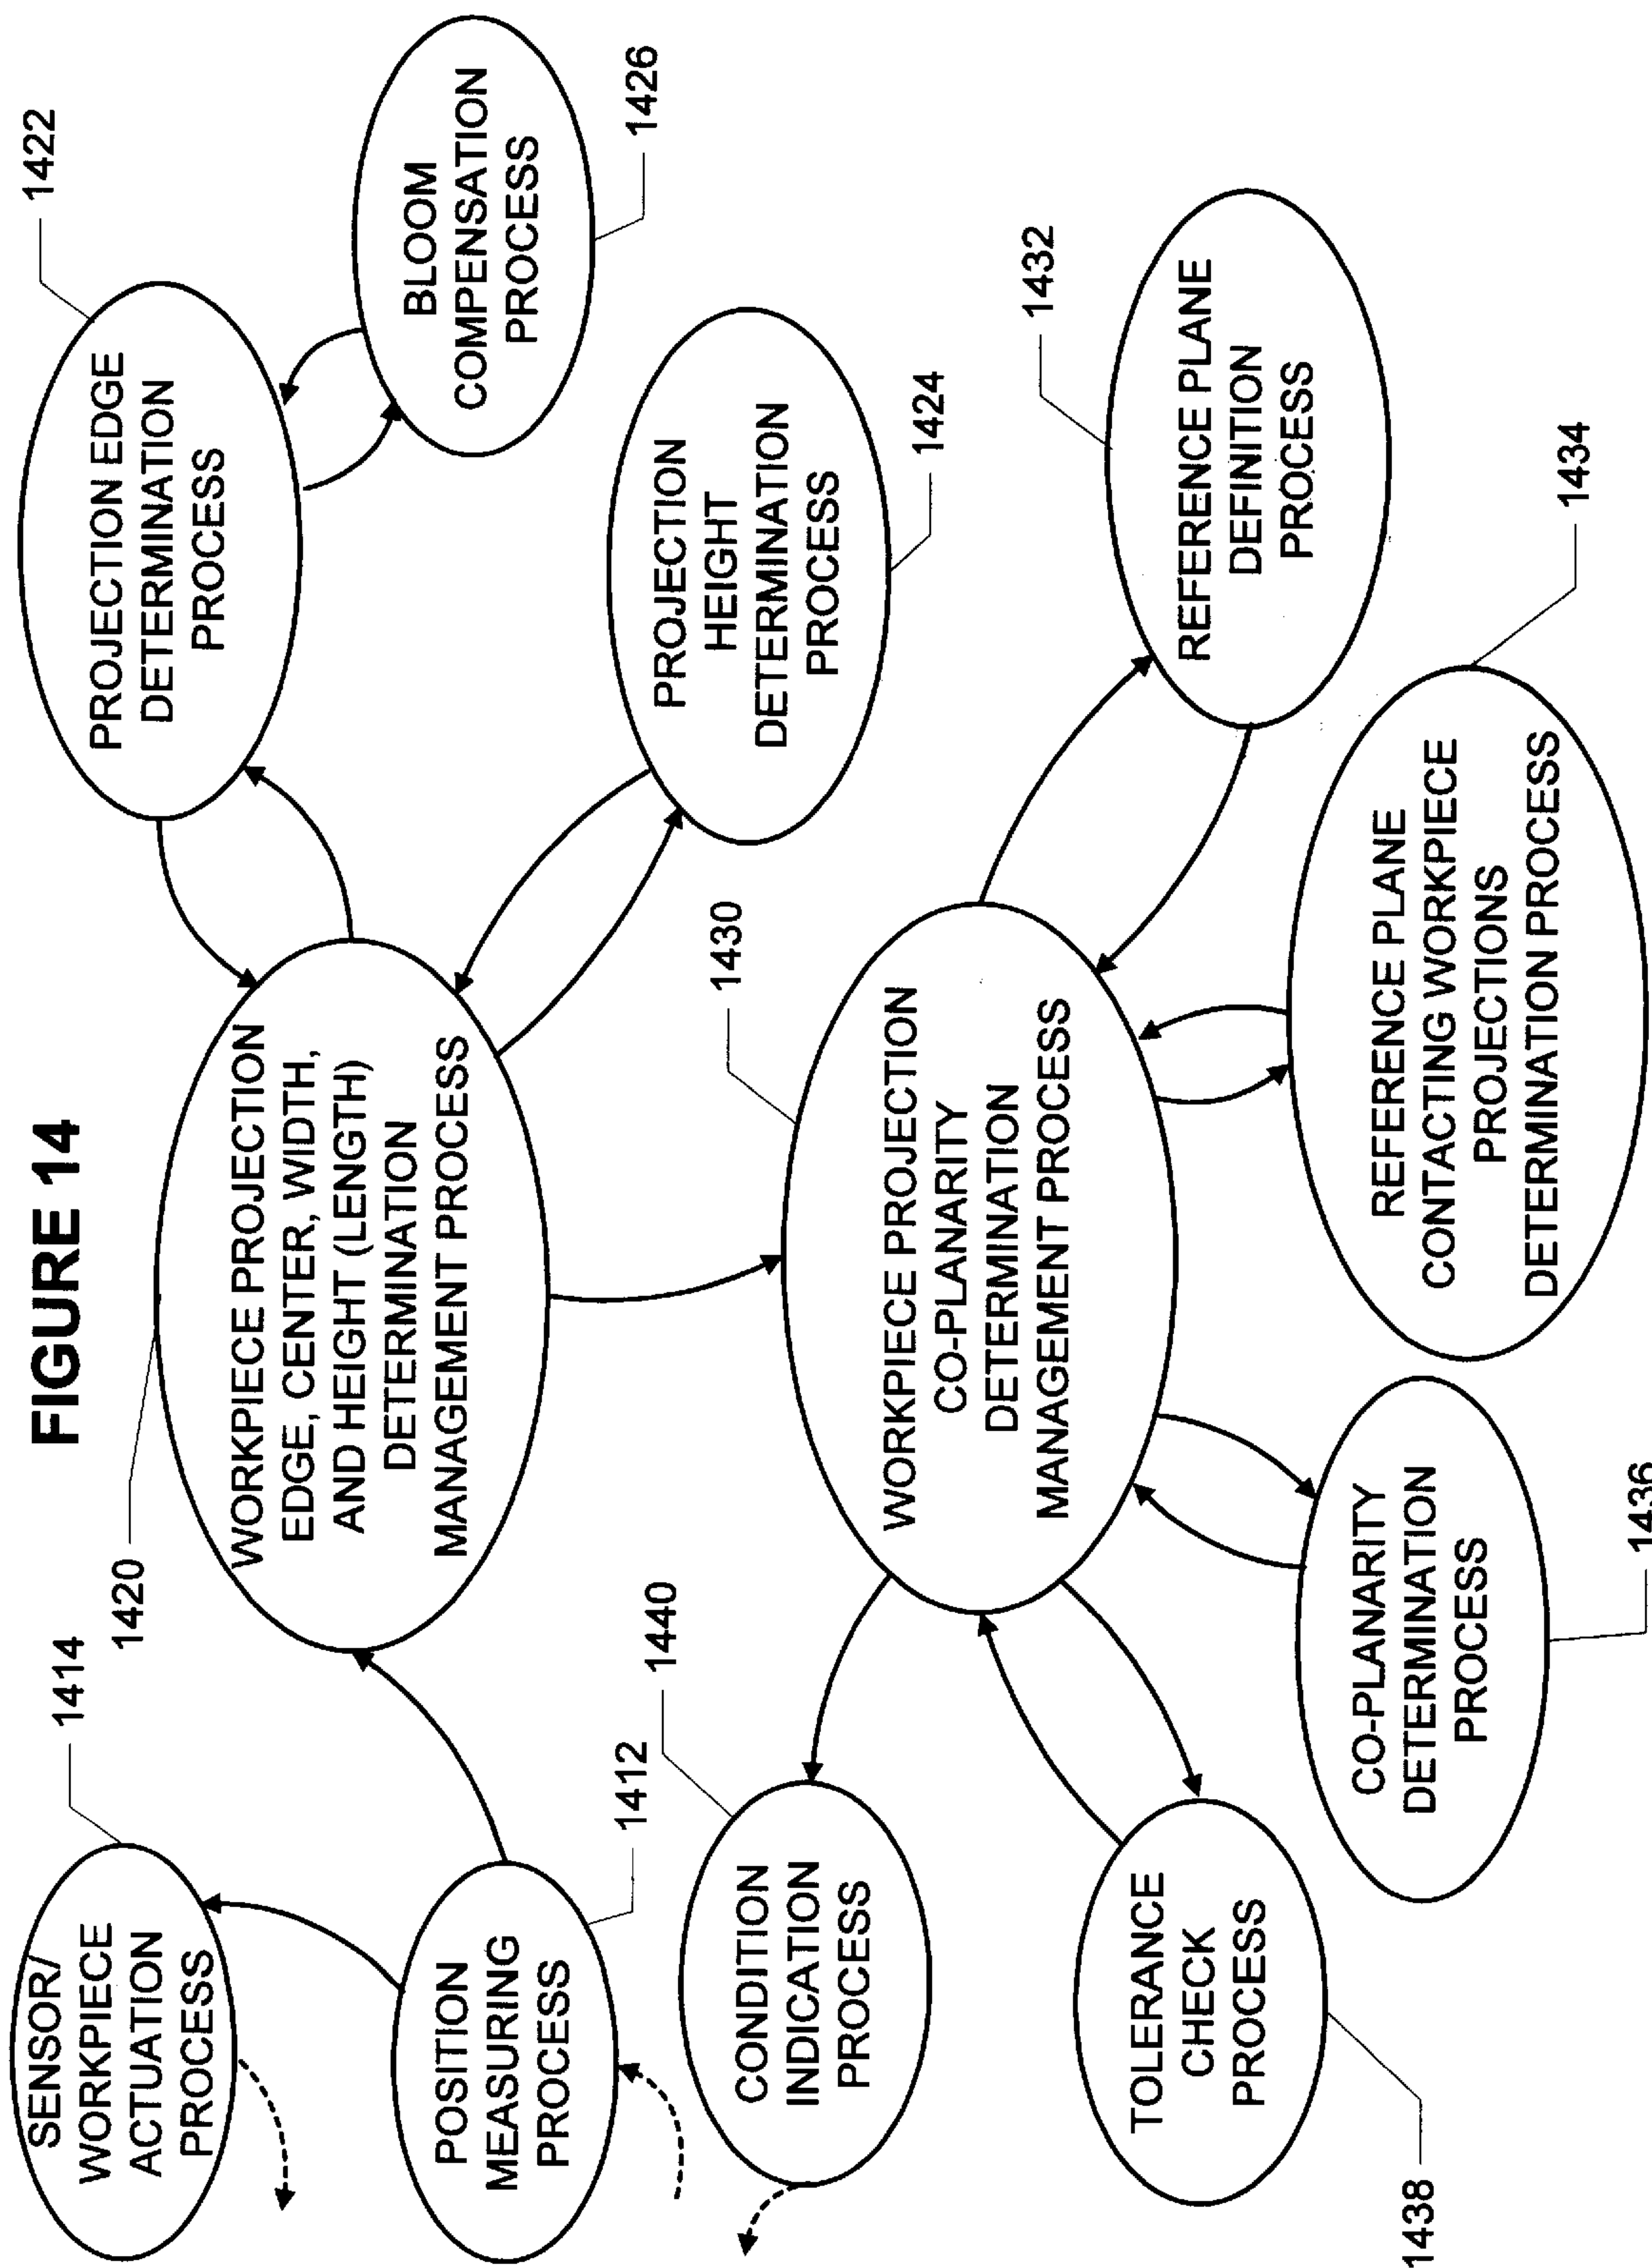 FIGURE 14
SENSOR/
WORKPIECE
ACTUATION
PROCESS
1414
POSITION
MEASURING
PROCESS
1412
1420
WORKPIECE PROJECTION
EDGE, CENTER, WIDTH,
AND HEIGHT (LENGTH)
DETERMINATION
MANAGEMENT PROCESS
PROJECTION EDGE
DETERMINATION
PROCESS
1422
BLOOM
COMPENSATION
PROCESS
1426
PROJECTION
HEIGHT
DETERMINATION
PROCESS
1424
CONDITION
INDICATION
PROCESS
1440
1430
WORKPIECE PROJECTION
CO-PLANARITY
DETERMINATION
MANAGEMENT PROCESS
REFERENCE PLANE
DEFINITION
PROCESS
1432
TOLERANCE
CHECK
PROCESS
1438
CO-PLANARITY
DETERMINATION
PROCESS
1436
REFERENCE PLANE
CONTACTING WORKPIECE
PROJECTIONS
DETERMINATION PROCESS
1434